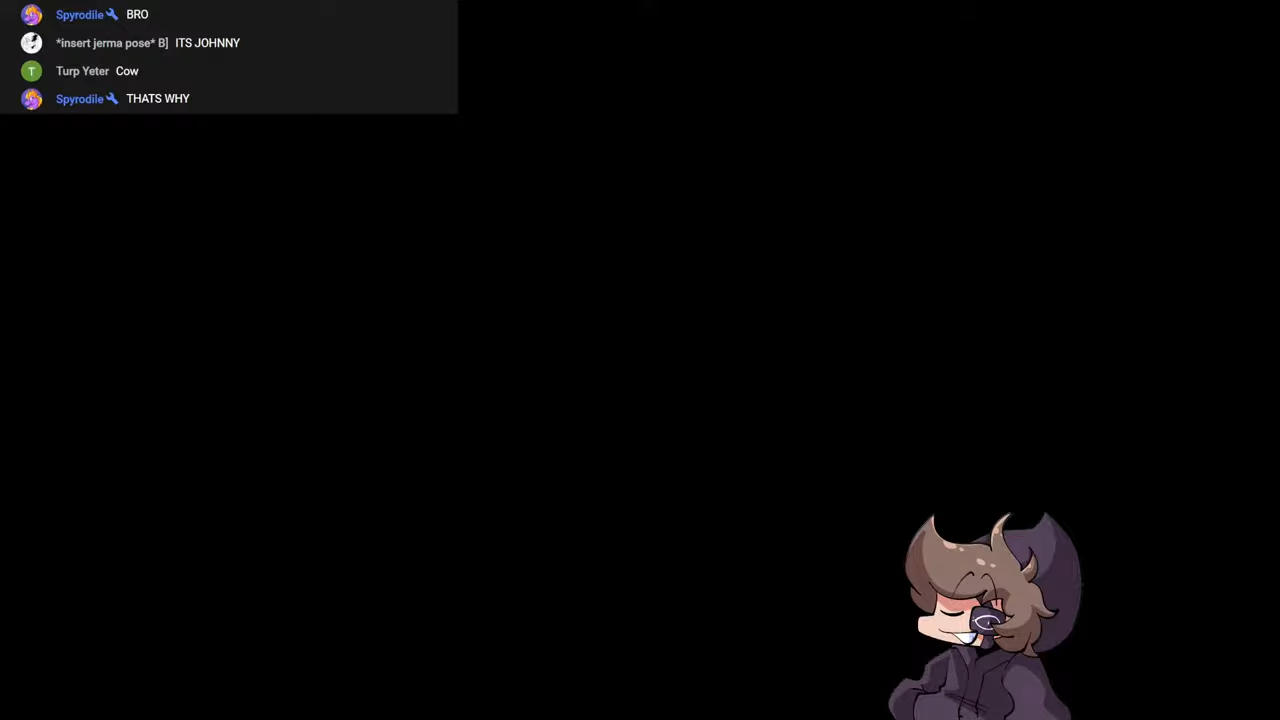 Spyrodile BRO
*insert jerma pose* B] ITS JOHNNY
T Turp Yeter Cow
Spyrodile THATS WHY